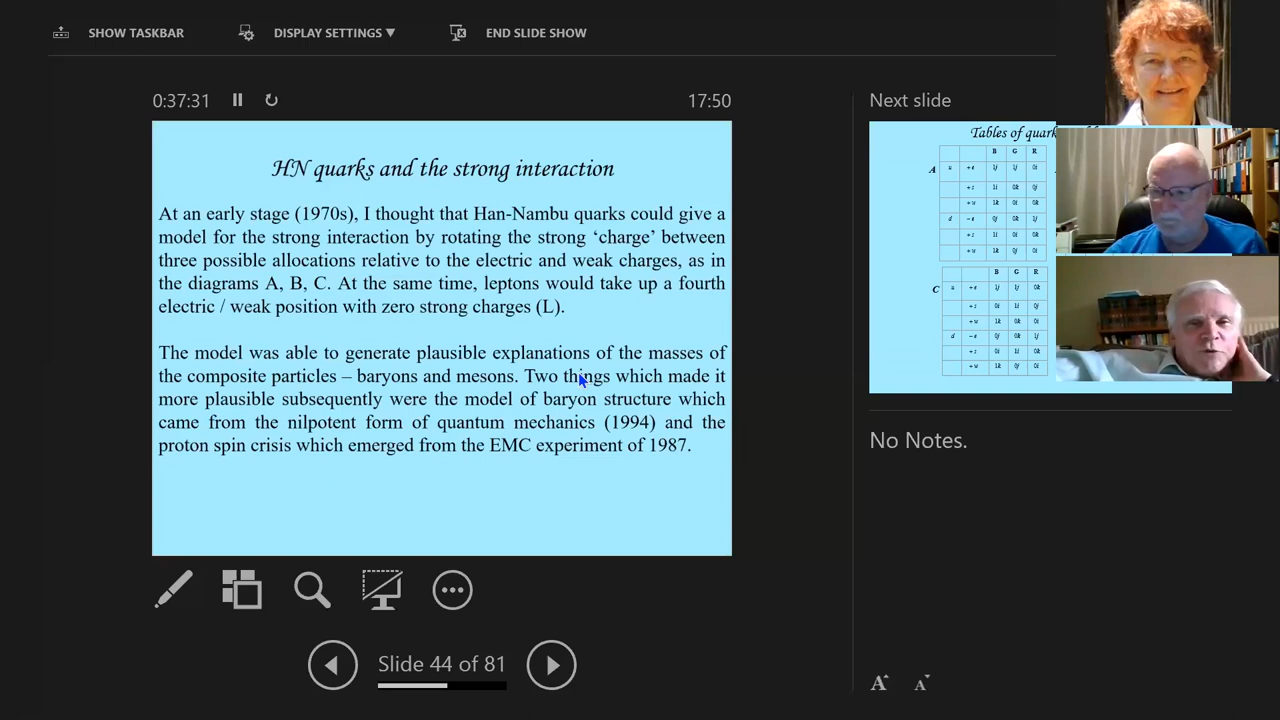 SHOW TASKBAR
DISPLAY SETTINGS ▼
END SLIDE SHOW
0:37:31
17:50
HN quarks and the strong interaction
At an early stage (1970s), I thought that Han-Nambu quarks could give a
model for the strong interaction by rotating the strong ‘charge’ between
three possible allocations relative to the electric and weak charges, as in
the diagrams A, B, C. At the same time, leptons would take up a fourth
electric / weak position with zero strong charges (L).
The model was able to generate plausible explanations of the masses of
the composite particles – baryons and mesons. Two things which made it
more plausible subsequently were the model of baryon structure which
came from the nilpotent form of quantum mechanics (1994) and the
proton spin crisis which emerged from the EMC experiment of 1987.
Slide 44 of 81
Next slide
Tables of
B G R
A
B G R
C
No Notes.
A A